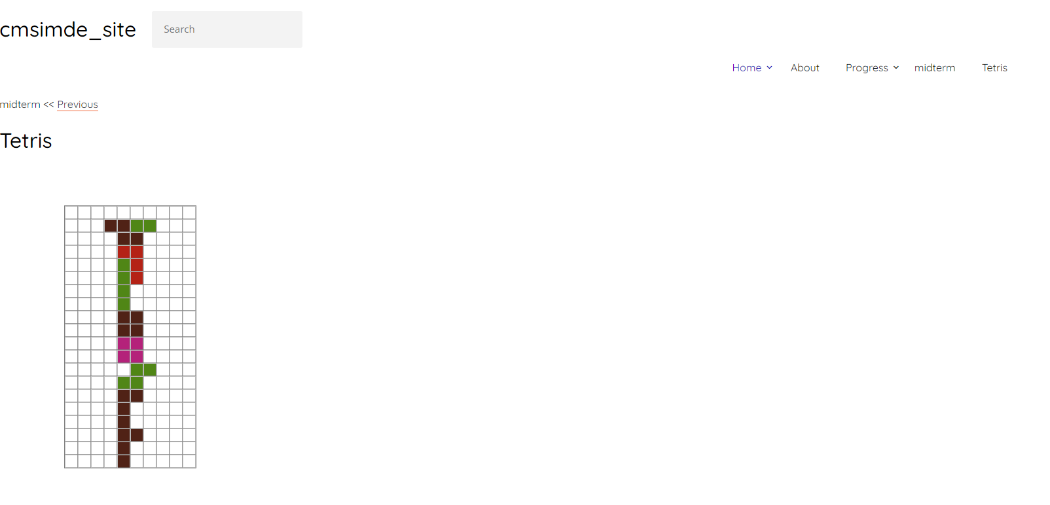 cmsimde_site
Search
Home About Progress midterm Tetris
midterm << Previous
Tetris